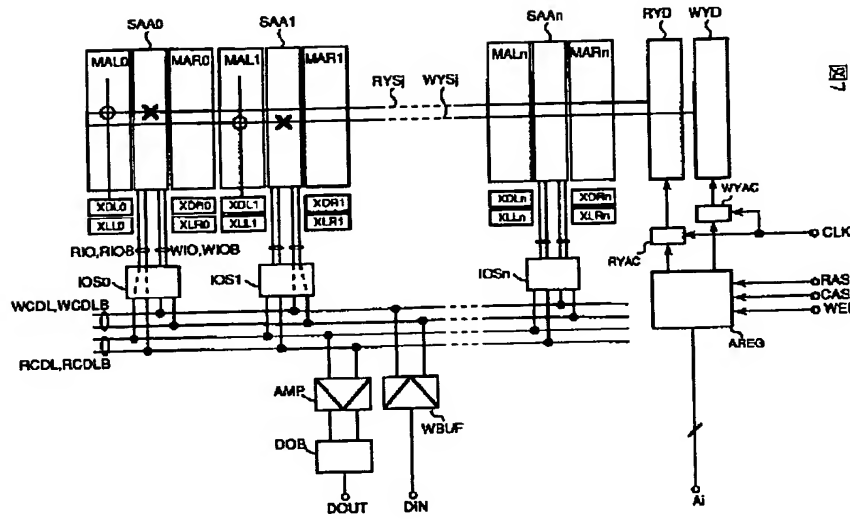 SAA0 SAA1 SAAn RYD WYD
MAL0 MAR0 MAL1 MAR1 MALn MARn
RYSj WYSj
図7
XDL0 XDR0 XDL1 XDR1 XDLn XDRn
XLL0 XLR0 XLL1 XLR1 XLLn XLRn
WYAC
CLK
RIO,RIOB WIO,WIOB
RYAC
IOS0 IOS1 IOSn
RAS
CAS
WEB
WCDL,WCDLB
AREG
RCDL,RCDLB
AMP
WBUF
DOB
DOUT DIN Ai